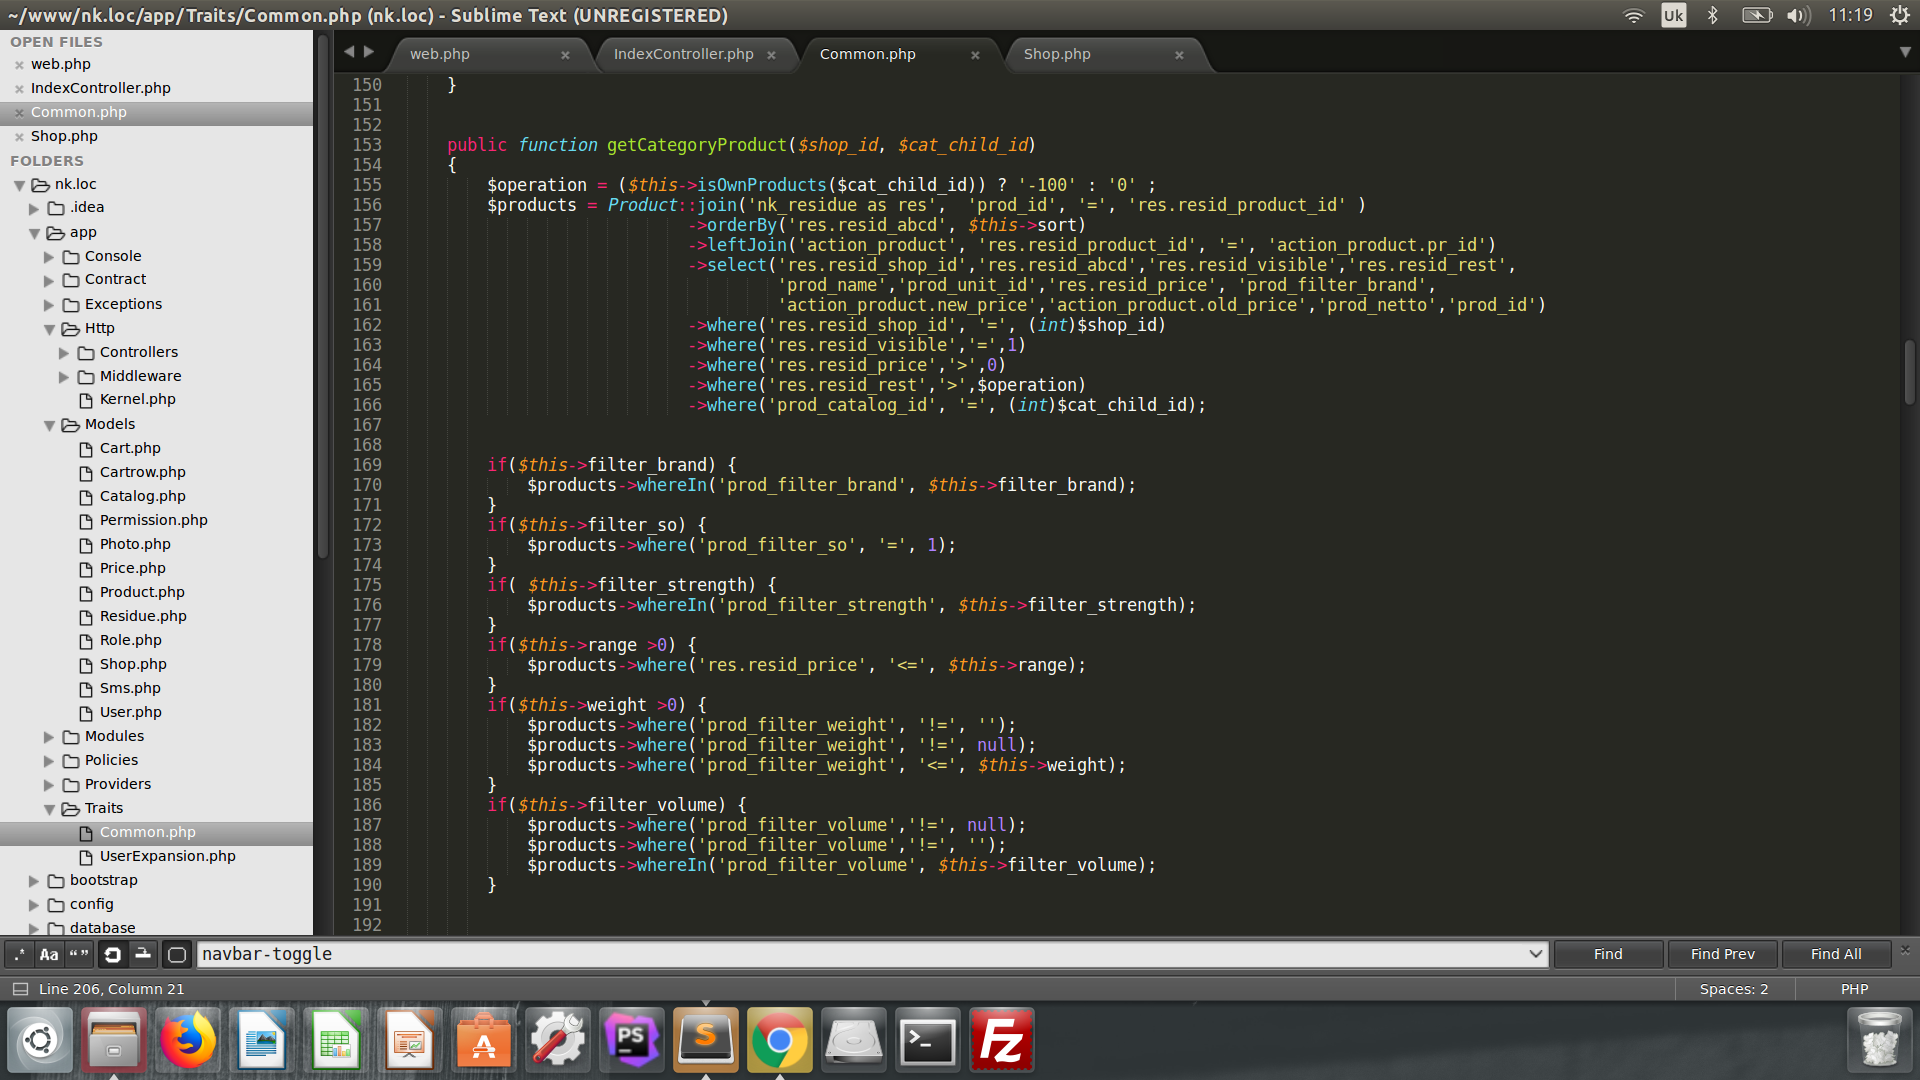 ~/www/nk.loc/app/Traits/Common.php (nk.loc) - Sublime Text (UNREGISTERED)
Uk
11:19
OPEN FILES
web.php
IndexController.php
Common.php
Shop.php
FOLDERS
nk.loc
.idea
app
Console
Contract
Exceptions
Http
Controllers
Middleware
Kernel.php
Models
Cart.php
Cartrow.php
Catalog.php
Permission.php
Photo.php
Price.php
Product.php
Residue.php
Role.php
Shop.php
Sms.php
User.php
Modules
Policies
Providers
Traits
Common.php
UserExpansion.php
bootstrap
config
database
web.php
IndexController.php
Common.php
Shop.php
150 }
151
152
153 public function getCategoryProduct($shop_id, $cat_child_id)
154 {
155 $operation = ($this->isOwnProducts($cat_child_id)) ? '-100' : '0' ;
156 $products = Product::join('nk_residue as res',  'prod_id', '=', 'res.resid_product_id' )
157 ->orderBy('res.resid_abcd', $this->sort)
158 ->leftJoin('action_product', 'res.resid_product_id', '=', 'action_product.pr_id')
159 ->select('res.resid_shop_id','res.resid_abcd','res.resid_visible','res.resid_rest',
160 'prod_name','prod_unit_id','res.resid_price', 'prod_filter_brand',
161 'action_product.new_price','action_product.old_price','prod_netto','prod_id')
162 ->where('res.resid_shop_id', '=', (int)$shop_id)
163 ->where('res.resid_visible','=',1)
164 ->where('res.resid_price','>',0)
165 ->where('res.resid_rest','>',$operation)
166 ->where('prod_catalog_id', '=', (int)$cat_child_id);
167
168
169 if($this->filter_brand) {
170 $products->whereIn('prod_filter_brand', $this->filter_brand);
171 }
172 if($this->filter_so) {
173 $products->where('prod_filter_so', '=', 1);
174 }
175 if( $this->filter_strength) {
176 $products->whereIn('prod_filter_strength', $this->filter_strength);
177 }
178 if($this->range >0) {
179 $products->where('res.resid_price', '<=', $this->range);
180 }
181 if($this->weight >0) {
182 $products->where('prod_filter_weight', '!=', '');
183 $products->where('prod_filter_weight', '!=', null);
184 $products->where('prod_filter_weight', '<=', $this->weight);
185 }
186 if($this->filter_volume) {
187 $products->where('prod_filter_volume','!=', null);
188 $products->where('prod_filter_volume','!=', '');
189 $products->whereIn('prod_filter_volume', $this->filter_volume);
190 }
191
192
.* Aa “ ” navbar-toggle Find Find Prev Find All
Line 206, Column 21 Spaces: 2 PHP
PS
S
>_
Fz